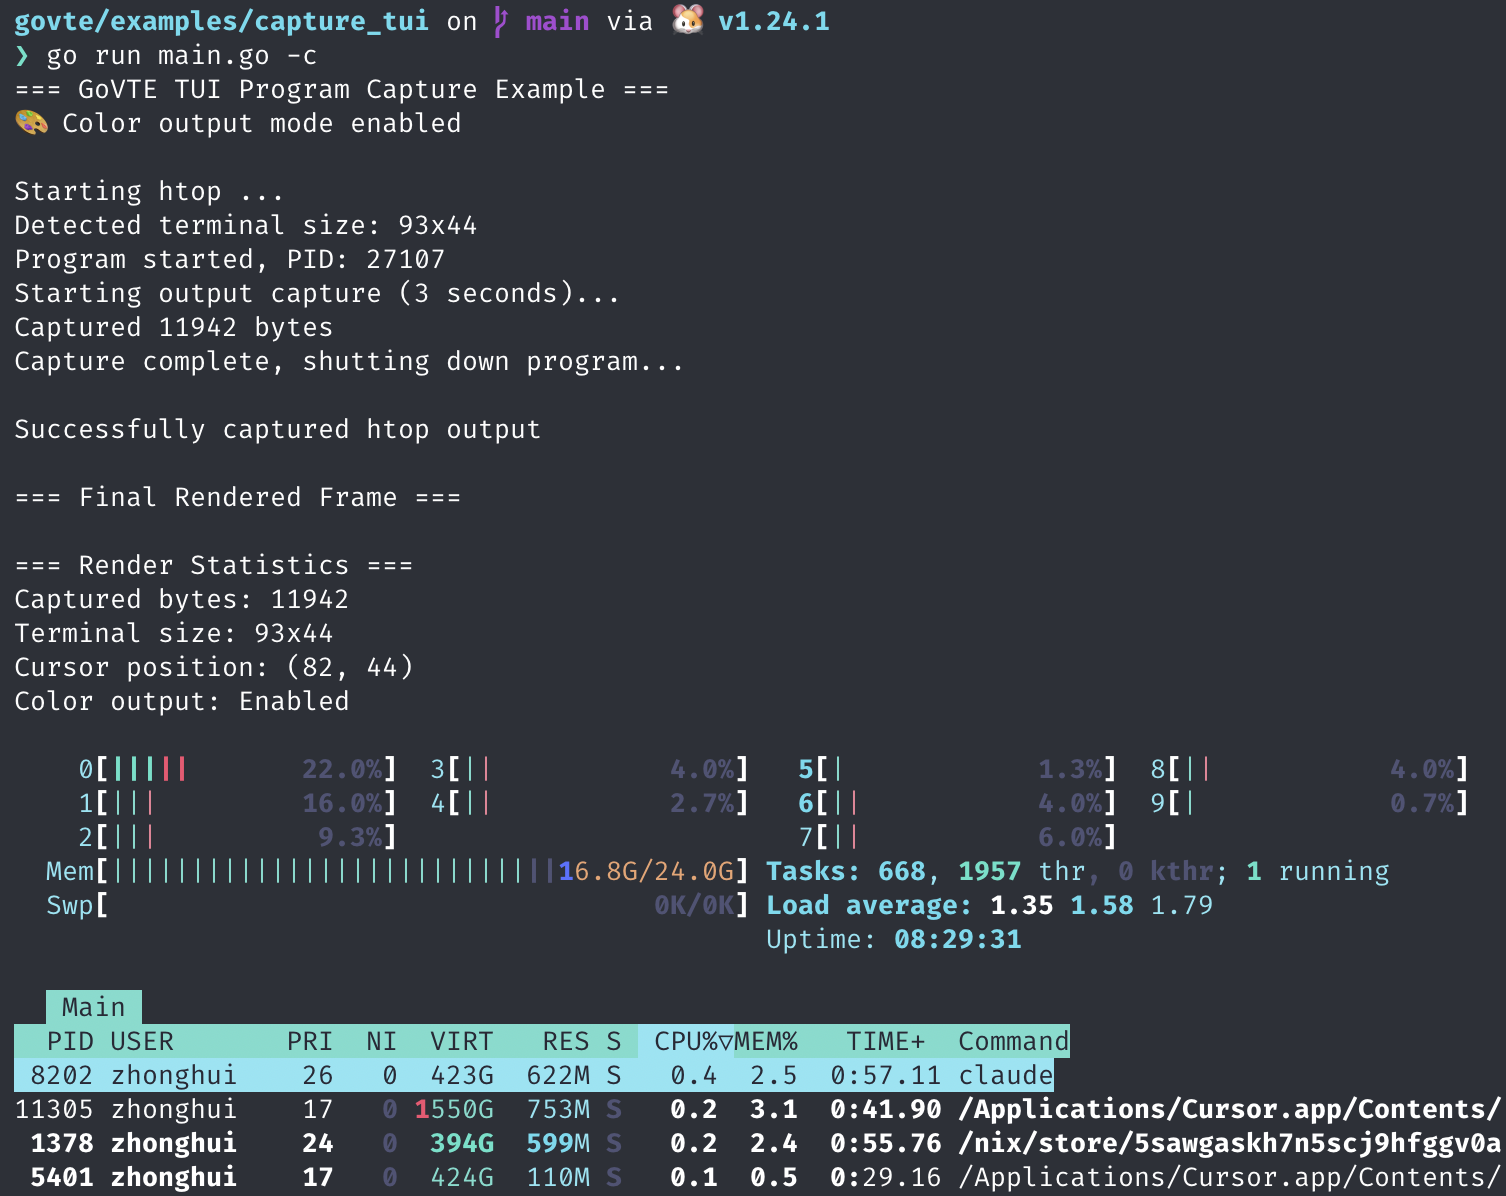 govte/examples/capture_tui on main via 🐹 v1.24.1
❯ go run main.go -c
=== GoVTE TUI Program Capture Example ===
🎨 Color output mode enabled
Starting htop ...
Detected terminal size: 93x44
Program started, PID: 27107
Starting output capture (3 seconds)...
Captured 11942 bytes
Capture complete, shutting down program...
Successfully captured htop output
=== Final Rendered Frame ===
=== Render Statistics ===
Captured bytes: 11942
Terminal size: 93x44
Cursor position: (82, 44)
Color output: Enabled
0[||||| 22.0%] 3[|| 4.0%] 5[| 1.3%] 8[|| 4.0%]
1[||| 16.0%] 4[|| 2.7%] 6[|| 4.0%] 9[| 0.7%]
2[||| 9.3%] 7[|| 6.0%]
Mem[||||||||||||||||||||||||||||16.8G/24.0G] Tasks: 668, 1957 thr, 0 kthr; 1 running
Swp[ 0K/0K] Load average: 1.35 1.58 1.79
Uptime: 08:29:31
Main
PID USER PRI NI VIRT RES S CPU%▽MEM% TIME+ Command
8202 zhonghui 26 0 423G 622M S 0.4 2.5 0:57.11 claude
11305 zhonghui 17 0 1550G 753M S 0.2 3.1 0:41.90 /Applications/Cursor.app/Contents/
1378 zhonghui 24 0 394G 599M S 0.2 2.4 0:55.76 /nix/store/5sawgaskh7n5scj9hfggv0a
5401 zhonghui 17 0 424G 110M S 0.1 0.5 0:29.16 /Applications/Cursor.app/Contents/